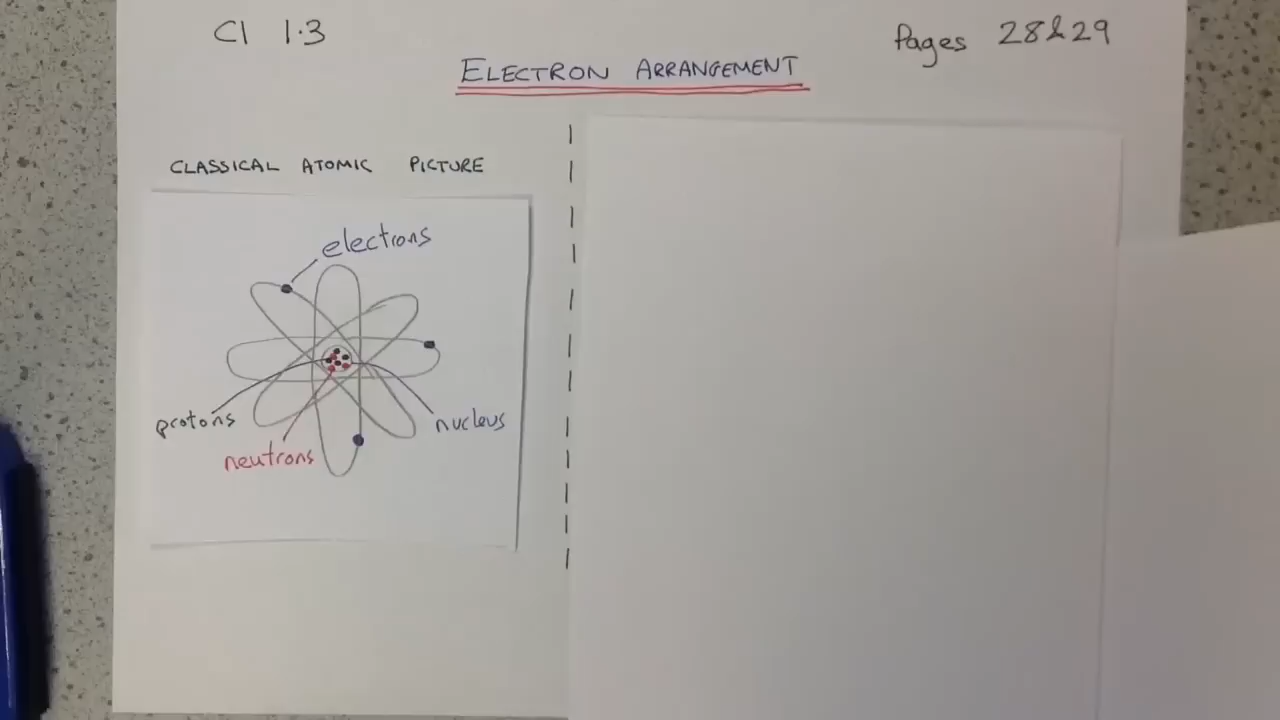 C1 1.3
Pages 28&29
ELECTRON ARRANGEMENT
CLASSICAL ATOMIC PICTURE
electrons
protons
nucleus
neutrons